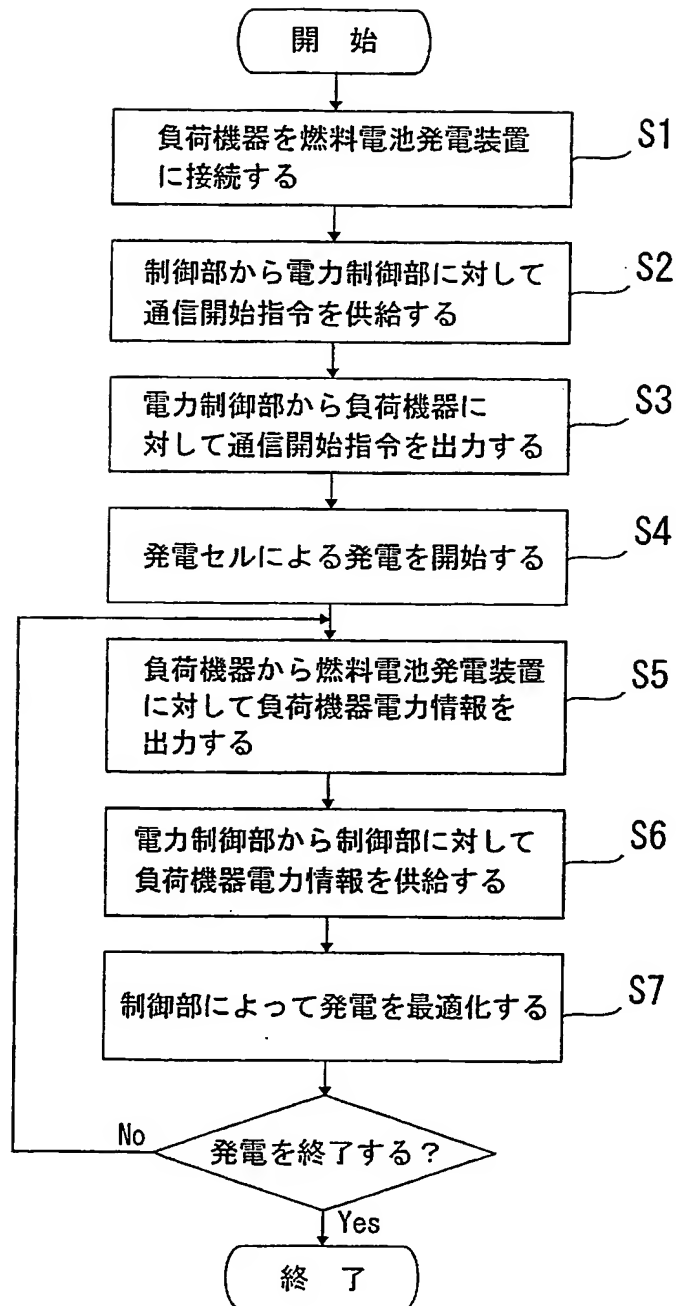 開 始
負荷機器を燃料電池発電装置
に接続する
S1
制御部から電力制御部に対して
通信開始指令を供給する
S2
電力制御部から負荷機器に
対して通信開始指令を出力する
S3
発電セルによる発電を開始する
S4
負荷機器から燃料電池発電装置
に対して負荷機器電力情報を
出力する
S5
電力制御部から制御部に対して
負荷機器電力情報を供給する
S6
制御部によって発電を最適化する
S7
No
発電を終了する?
Yes
終 了